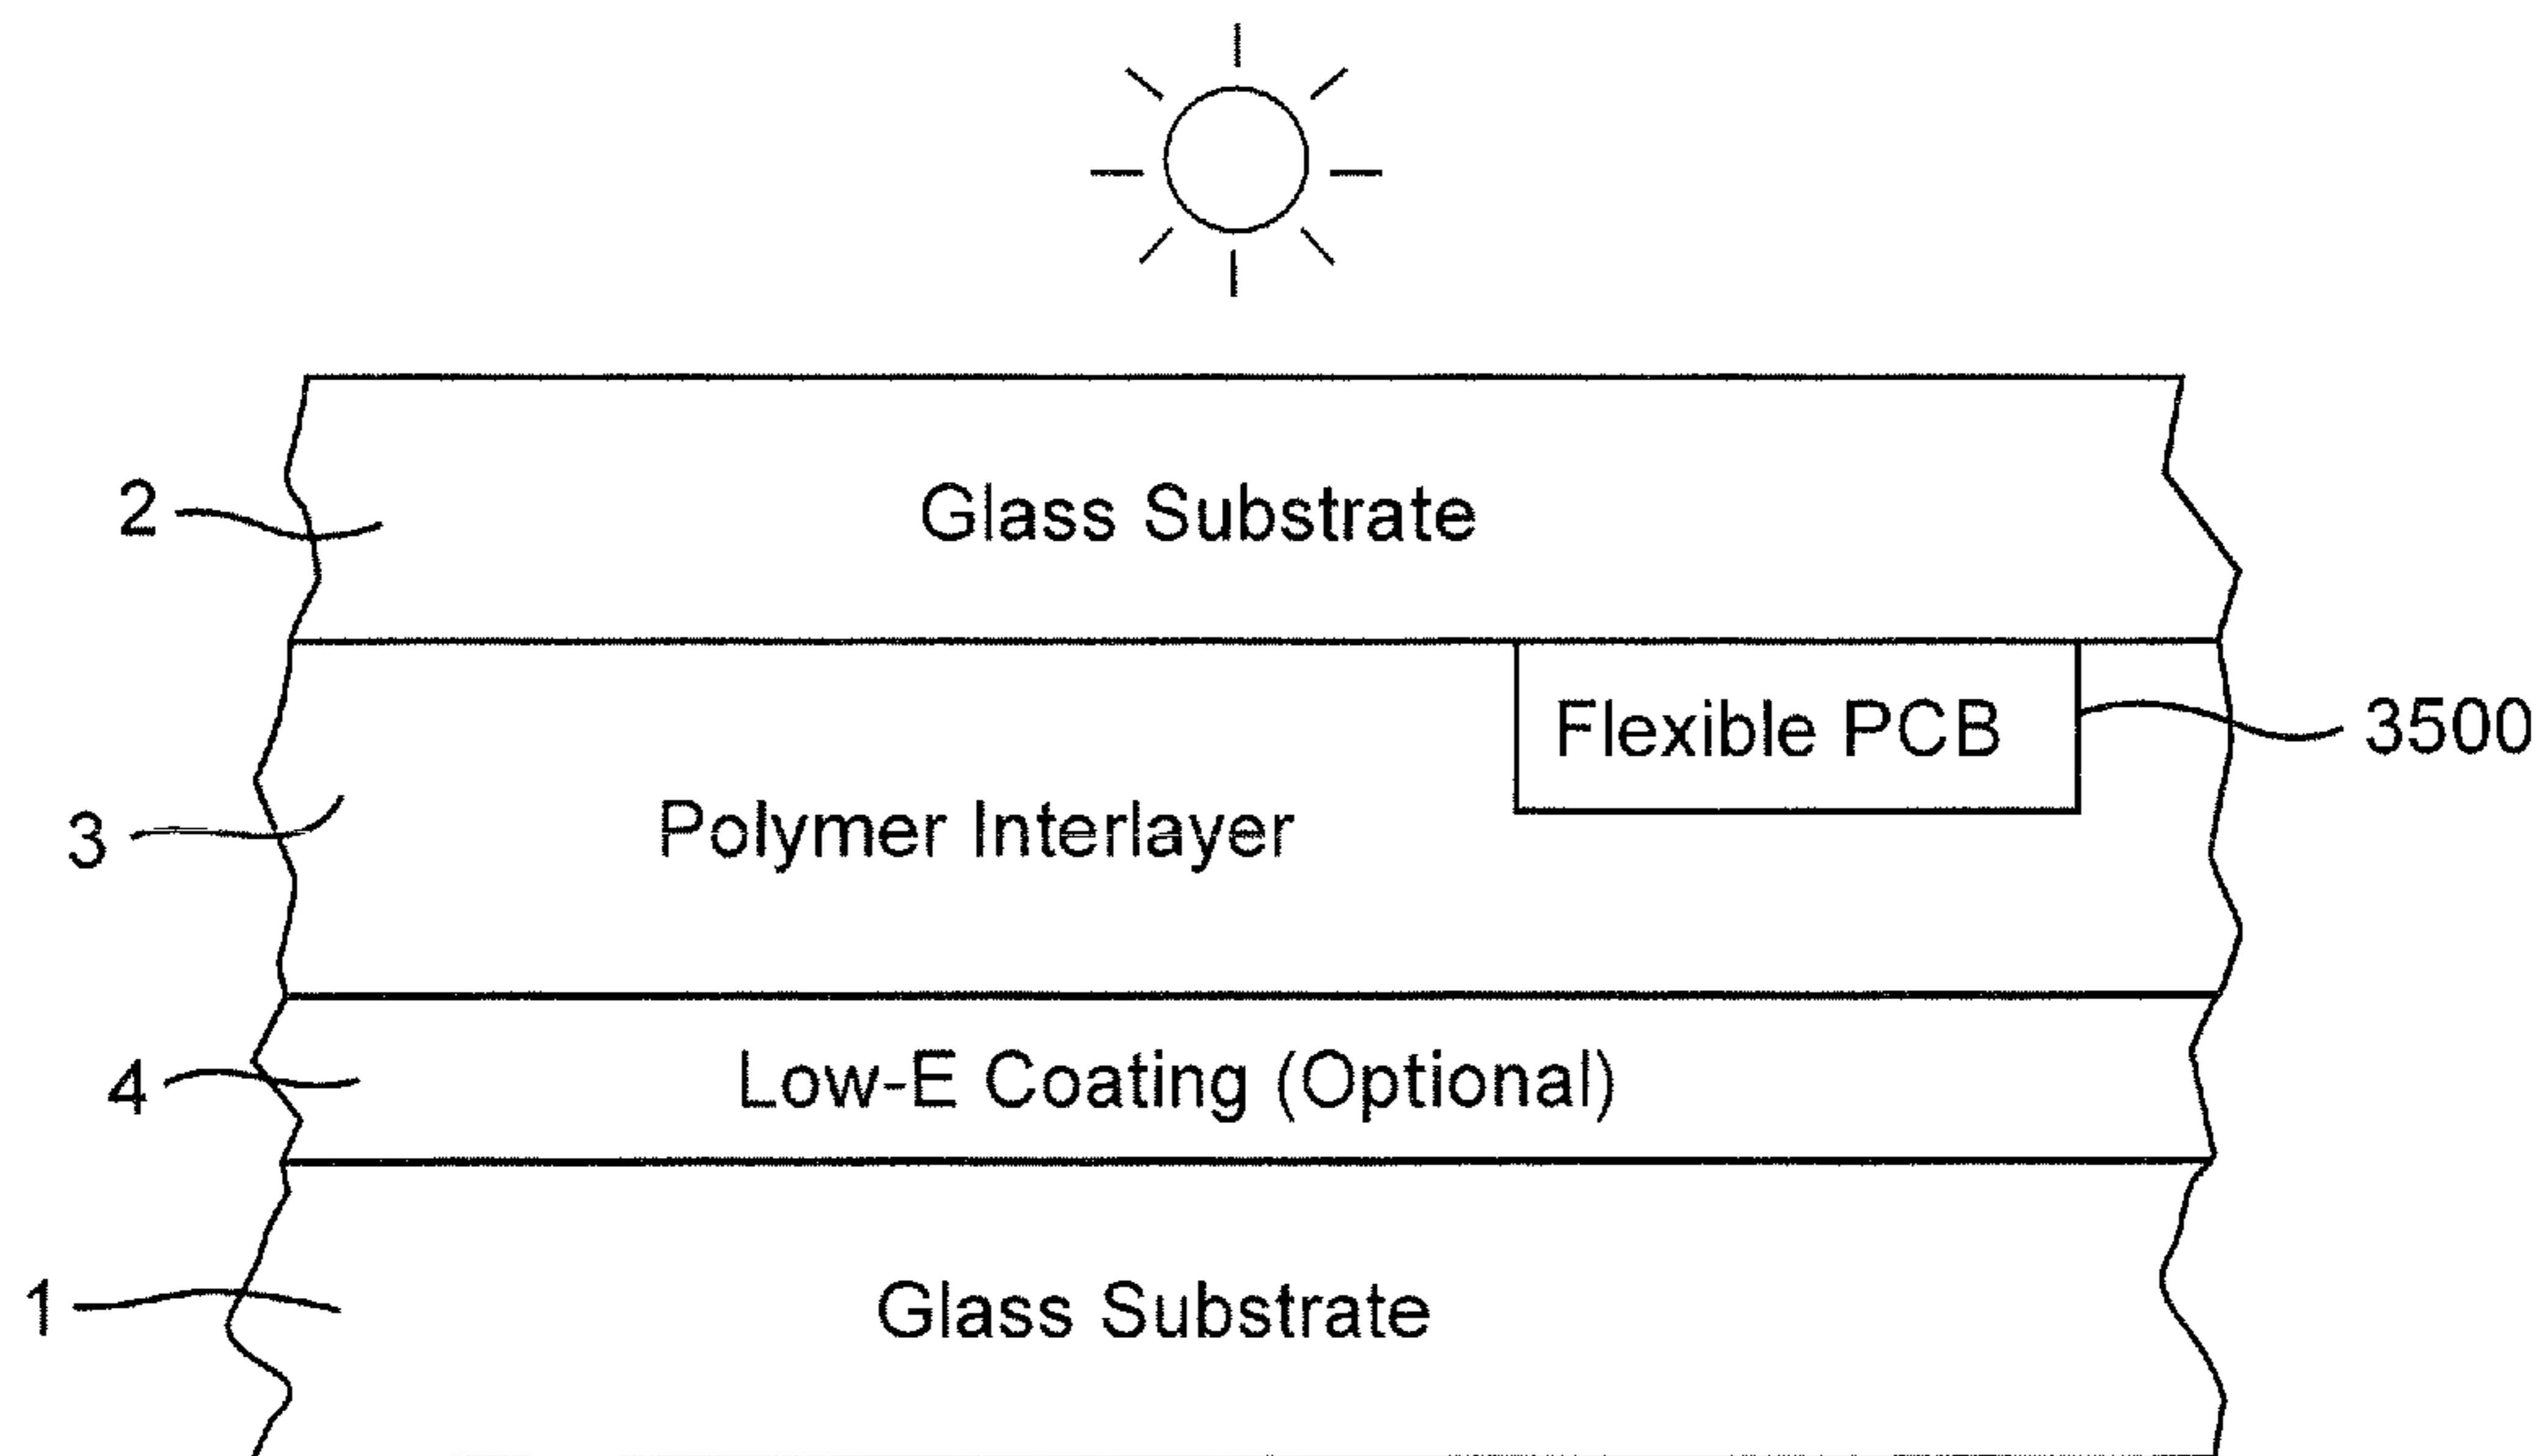 2
Glass Substrate
Flexible PCB
3500
3
Polymer Interlayer
4
Low-E Coating (Optional)
1
Glass Substrate